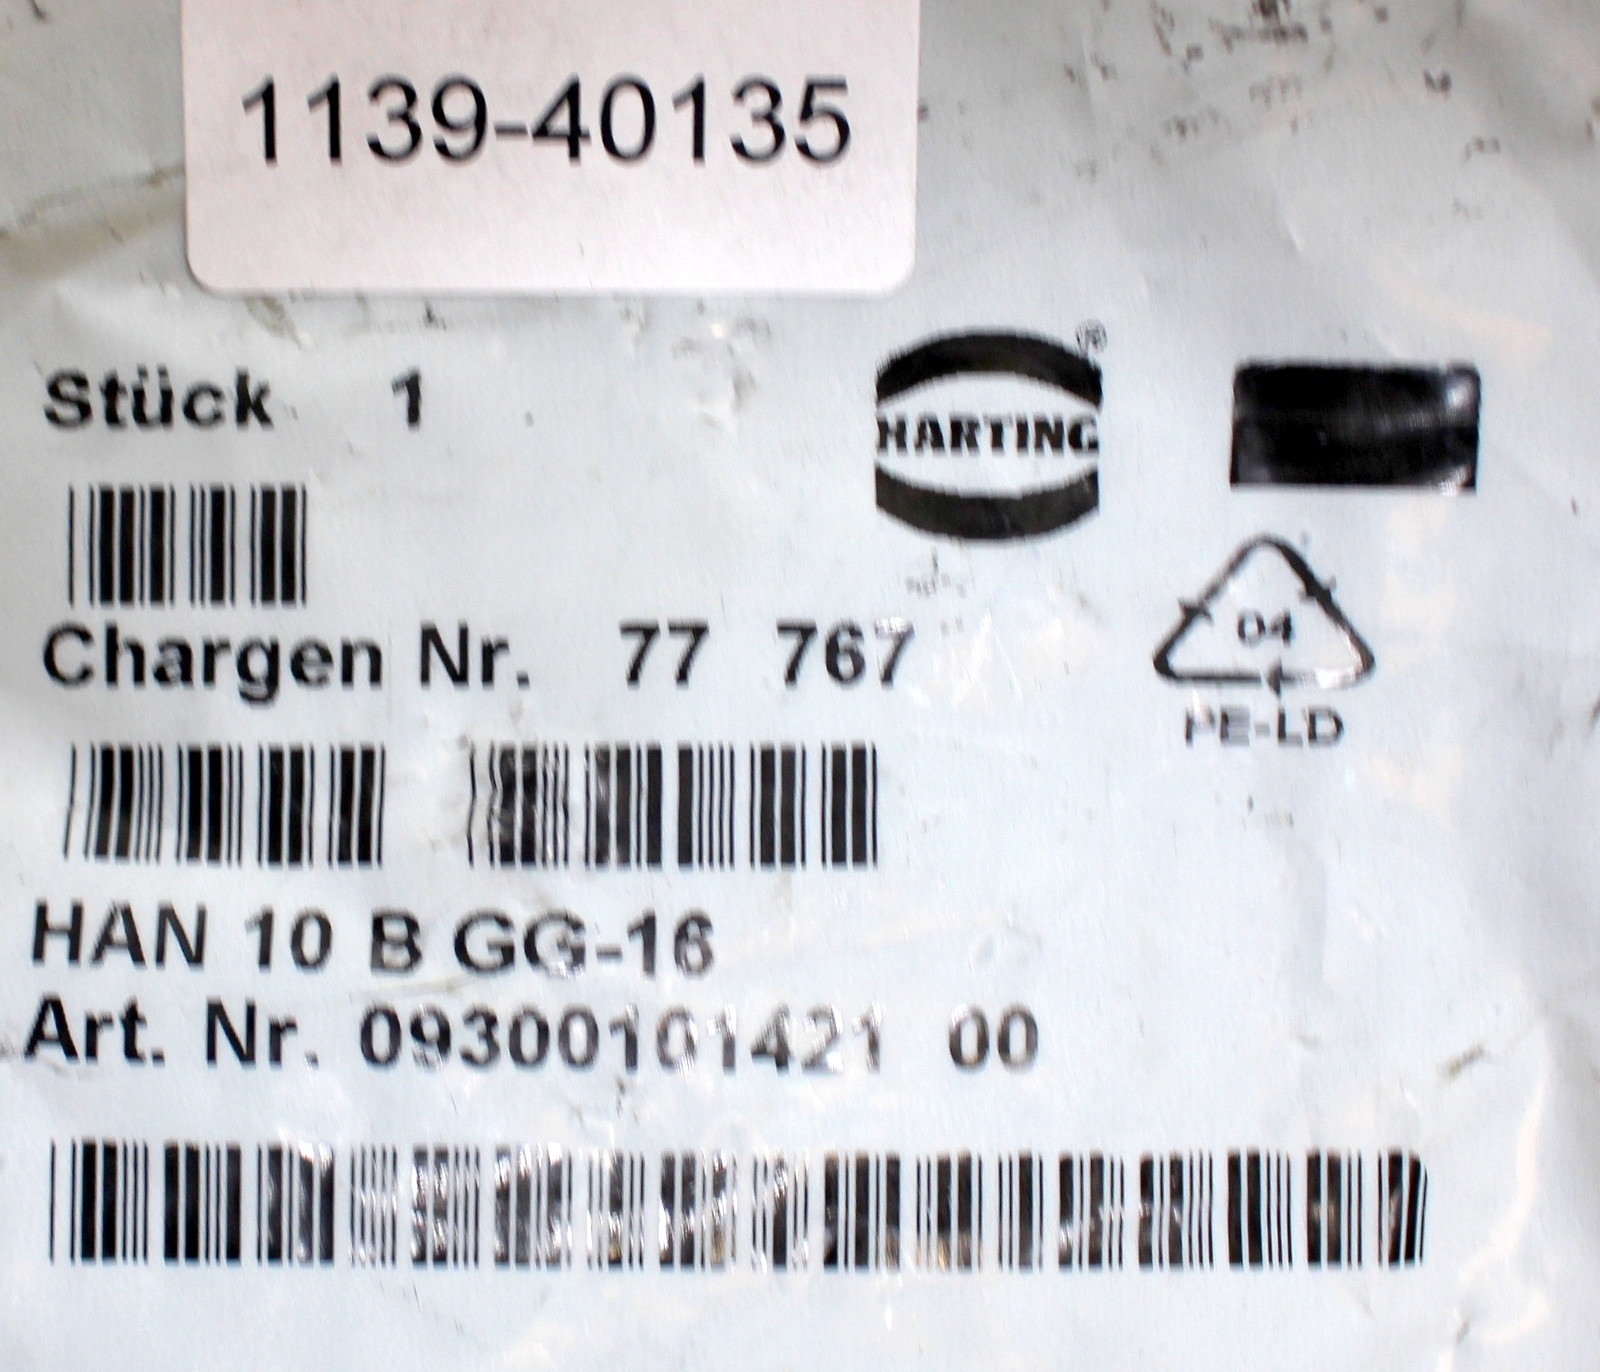 1139-40135
Stück 1
HARTING®
Chargen Nr. 77 767
04
PE-LD
HAN 10 B GG-16
Art. Nr. 09300101421 00